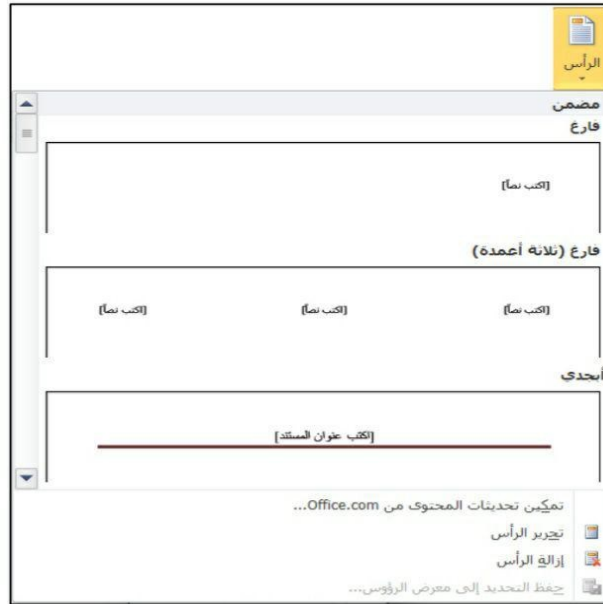 الرأس
مضمن
فارغ
[اكتب نصاً]
فارغ (ثلاثة أعمدة)
[اكتب نصاً] [اكتب نصاً] [اكتب نصاً]
أبجدي
[اكتب عنوان المستند]
تمكين تحديثات المحتوى من Office.com...
تحرير الرأس
إزالة الرأس
حفظ التحديد إلى معرض الرؤوس...